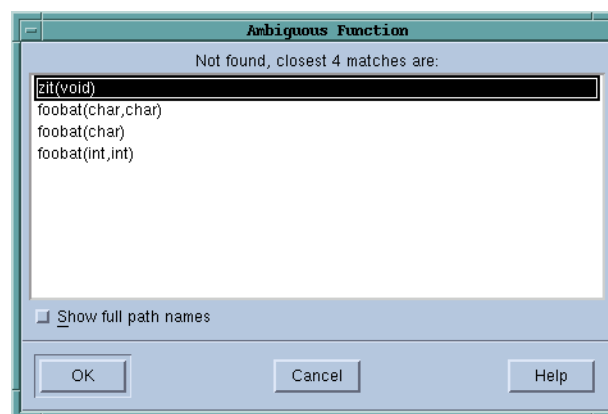 Ambiguous Function
Not found, closest 4 matches are:
zit(void)
foobat(char,char)
foobat(char)
foobat(int,int)
Show full path names
OK Cancel Help